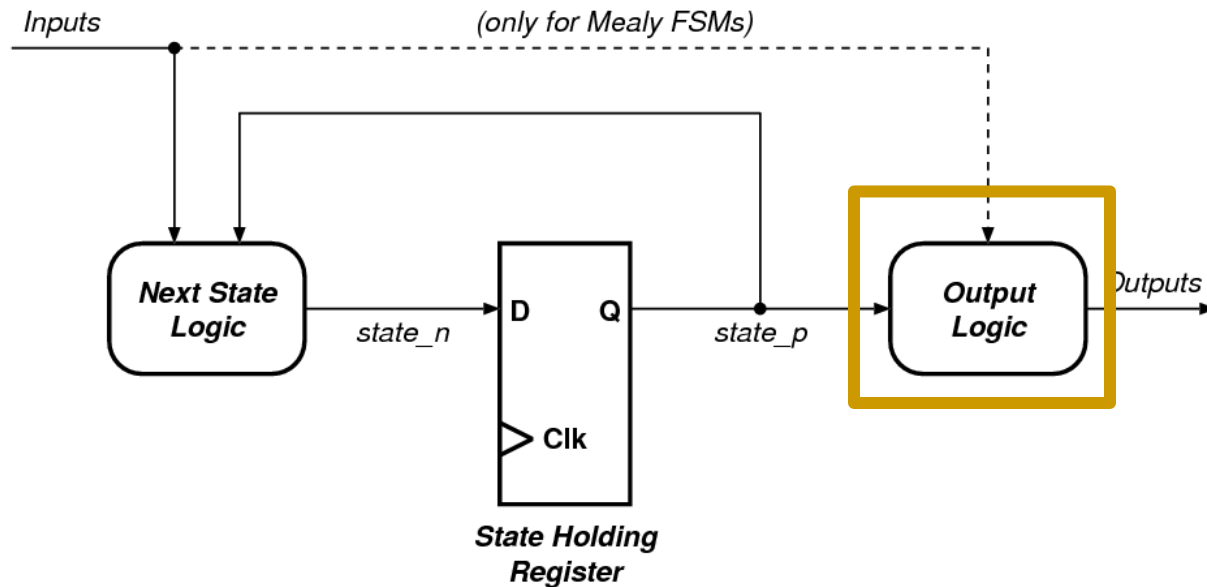 Inputs
(only for Mealy FSMs)
Next State
Logic
state_n
D
Q
Clk
state_p
Output
Logic
Outputs
State Holding
Register